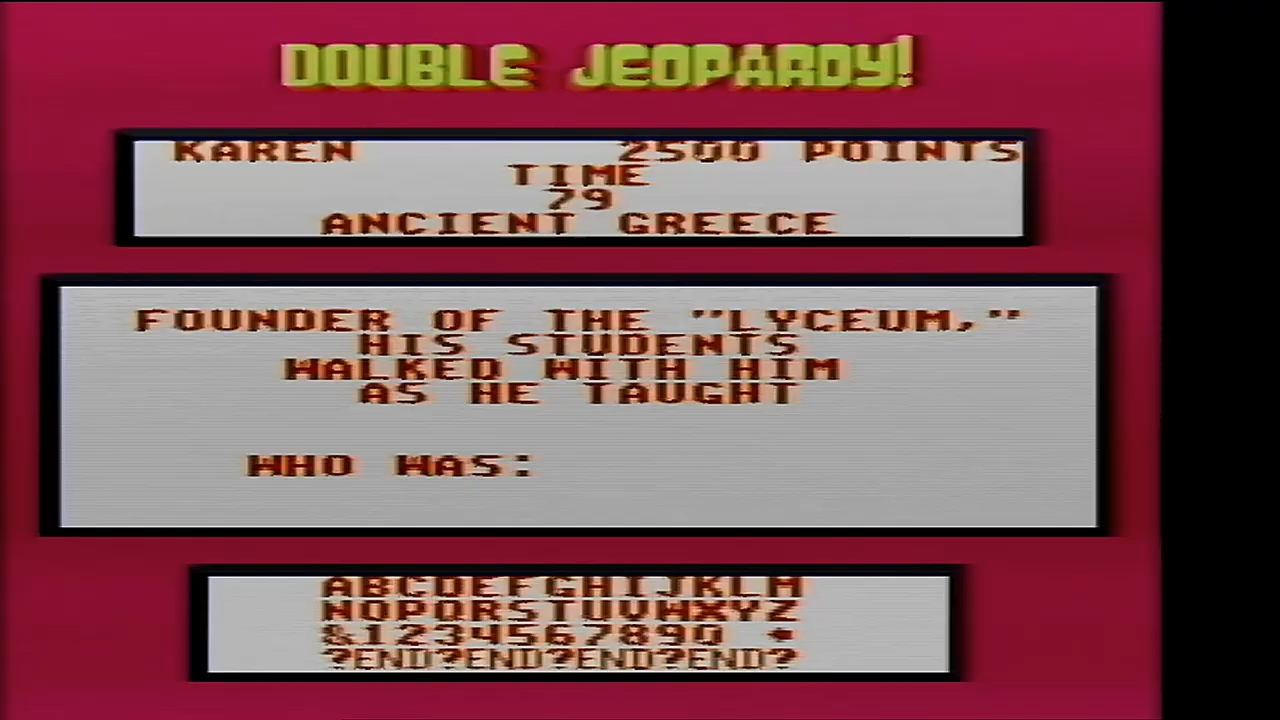 DOUBLE JEOPARDY!
KAREN 2500 POINTS
TIME
79
ANCIENT GREECE
FOUNDER OF THE "LYCEUM,"
HIS STUDENTS
WALKED WITH HIM
AS HE TAUGHT
WHO WAS:
ABCDEFGHIJKLM
NOPQRSTUVWXYZ
&1234567890 *
?END?END?END?END?